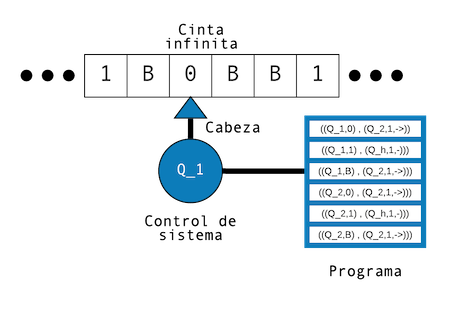 Cinta
infinita
1 B 0 B B 1
Cabeza
Q_1
Control de
sistema
((Q_1,0) , (Q_2,1,->))
((Q_1,1) , (Q_h,1,-)))
((Q_1,B) , (Q_2,1,->)))
((Q_2,0) , (Q_2,1,->)))
((Q_2,1) , (Q_h,1,-)))
((Q_2,B) , (Q_2,1,->)))
Programa